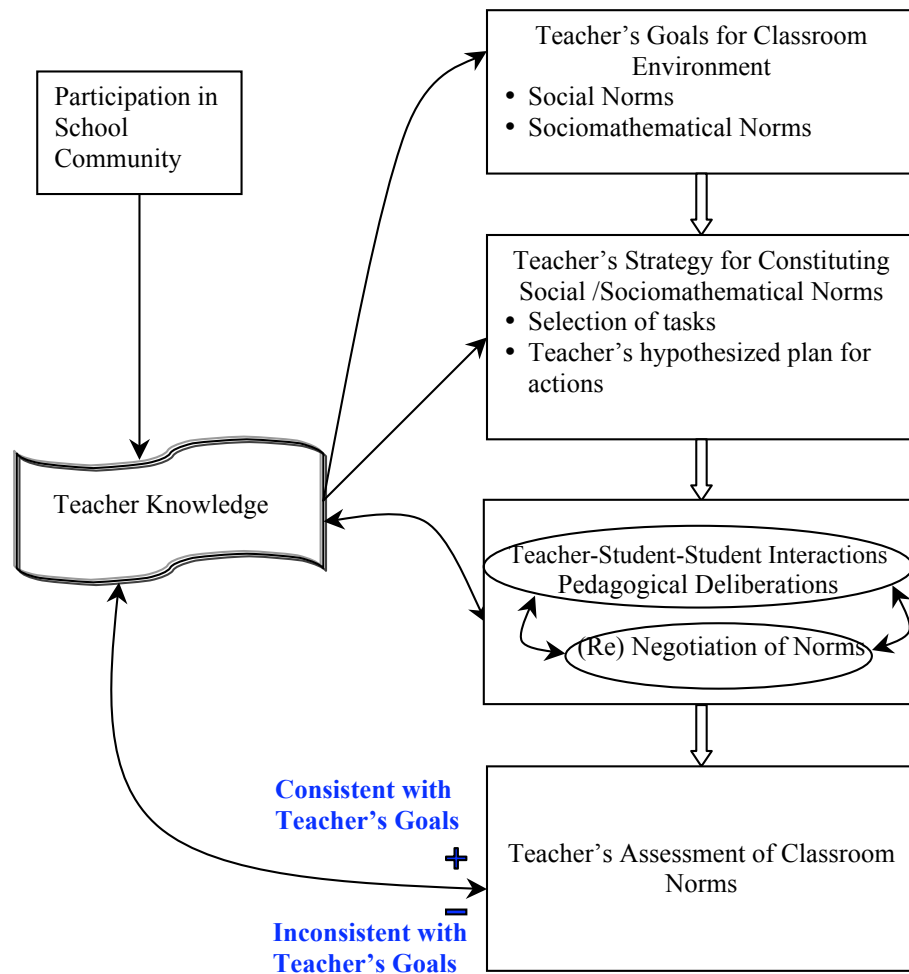 Participation in
School
Community
Teacher’s Goals for Classroom
Environment
• Social Norms
• Sociomathematical Norms
Teacher’s Strategy for Constituting
Social /Sociomathematical Norms
• Selection of tasks
• Teacher’s hypothesized plan for
actions
Teacher Knowledge
Teacher-Student-Student Interactions
Pedagogical Deliberations
(Re) Negotiation of Norms
Consistent with
Teacher’s Goals
+
−
Inconsistent with
Teacher’s Goals
Teacher’s Assessment of Classroom
Norms